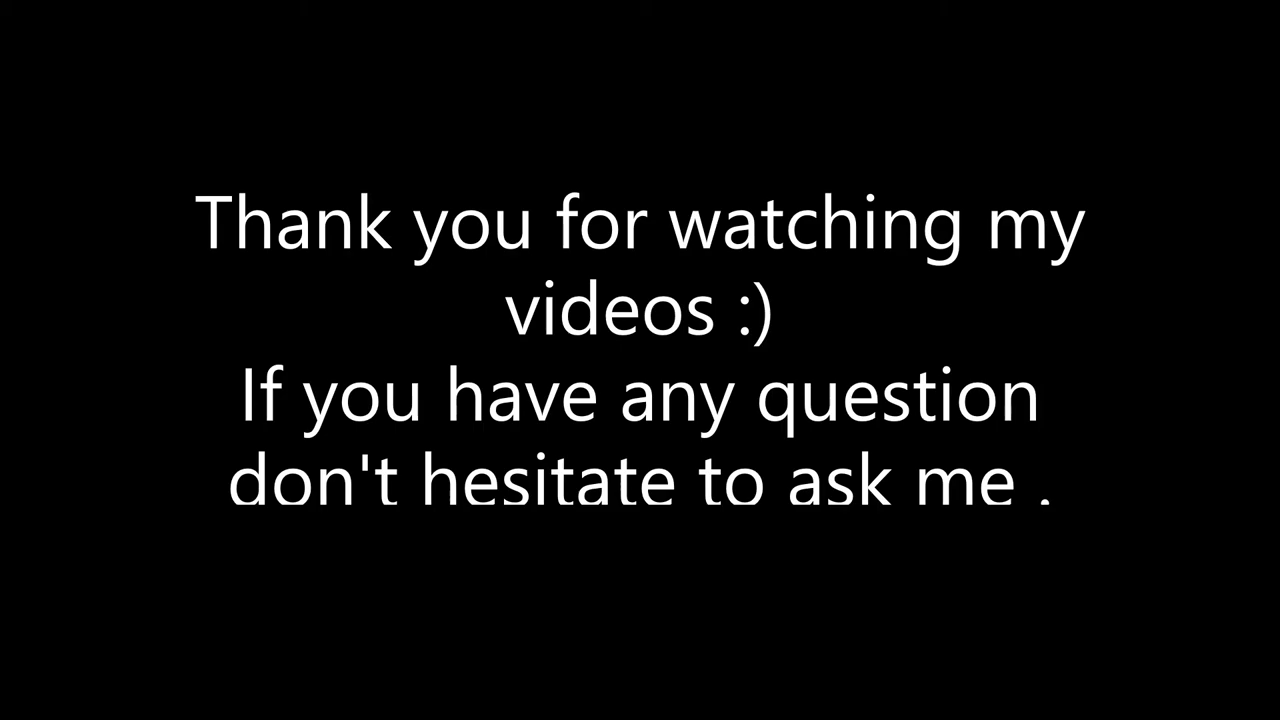 Thank you for watching my
videos :)
If you have any question
don't hesitate to ask me .